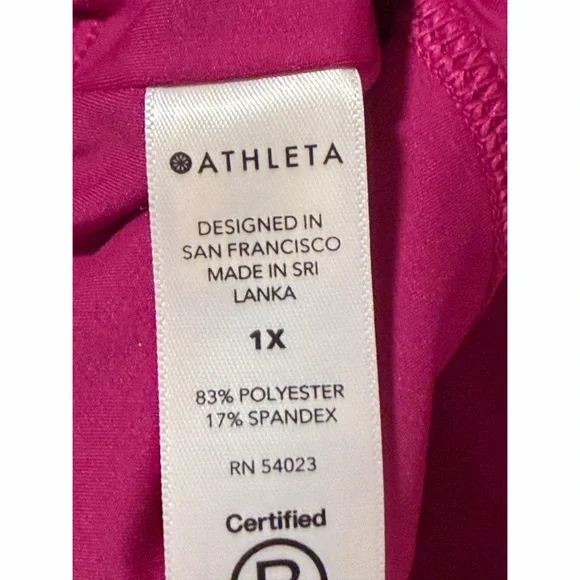 ATHLETA
DESIGNED IN
SAN FRANCISCO
MADE IN SRI
LANKA
1X
83% POLYESTER
17% SPANDEX
RN 54023
Certified
B